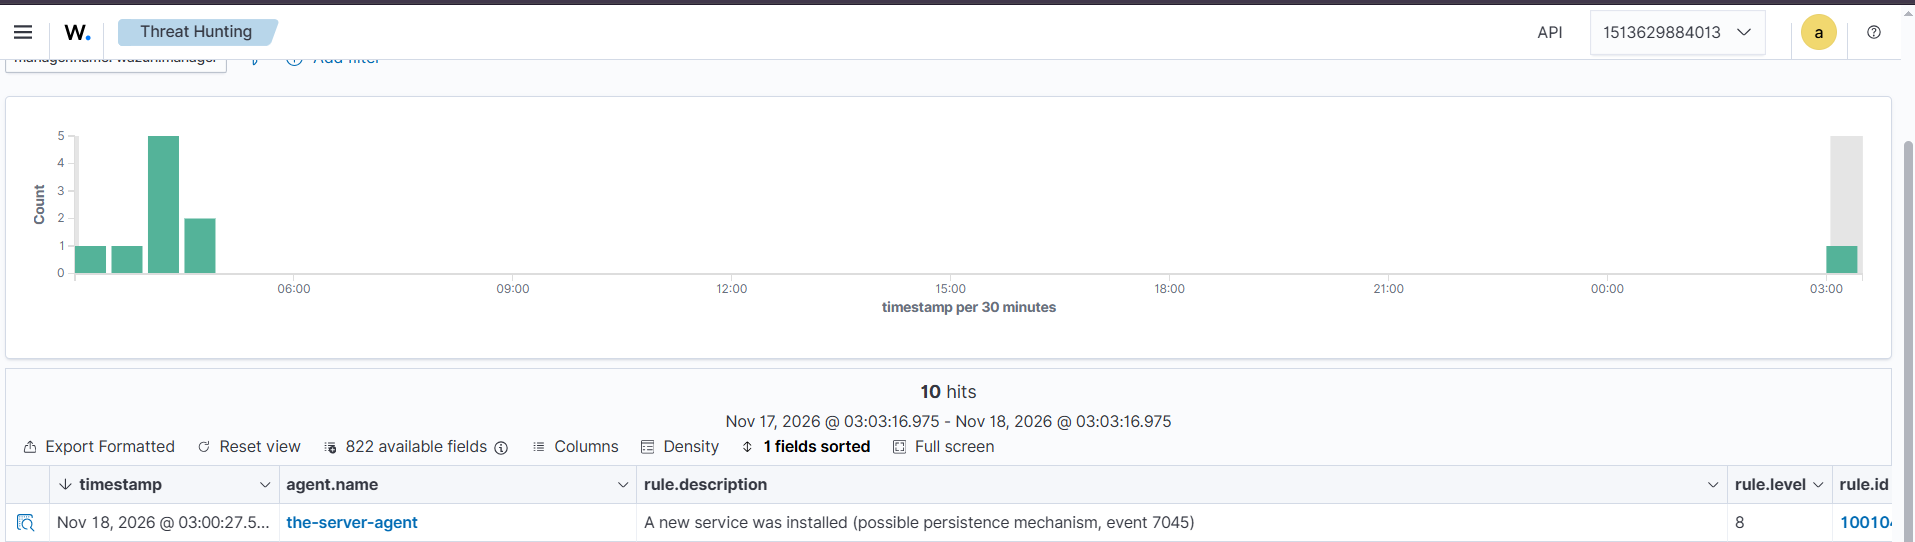 W.
Threat Hunting
API
1513629884013
a
Add filter
Count
5
4
3
2
1
0
06:00
09:00
12:00
15:00
18:00
21:00
00:00
03:00
timestamp per 30 minutes
10 hits
Nov 17, 2026 @ 03:03:16.975 - Nov 18, 2026 @ 03:03:16.975
Export Formatted Reset view 822 available fields Columns Density 1 fields sorted Full screen
timestamp agent.name rule.description rule.level rule.id
Nov 18, 2026 @ 03:00:27.5... the-server-agent A new service was installed (possible persistence mechanism, event 7045) 8 10010